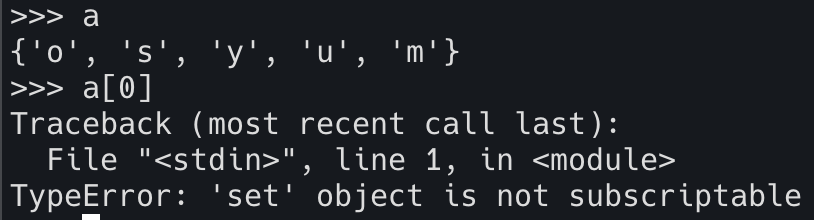 >>> a
{'o', 's', 'y', 'u', 'm'}
>>> a[0]
Traceback (most recent call last):
  File "<stdin>", line 1, in <module>
TypeError: 'set' object is not subscriptable